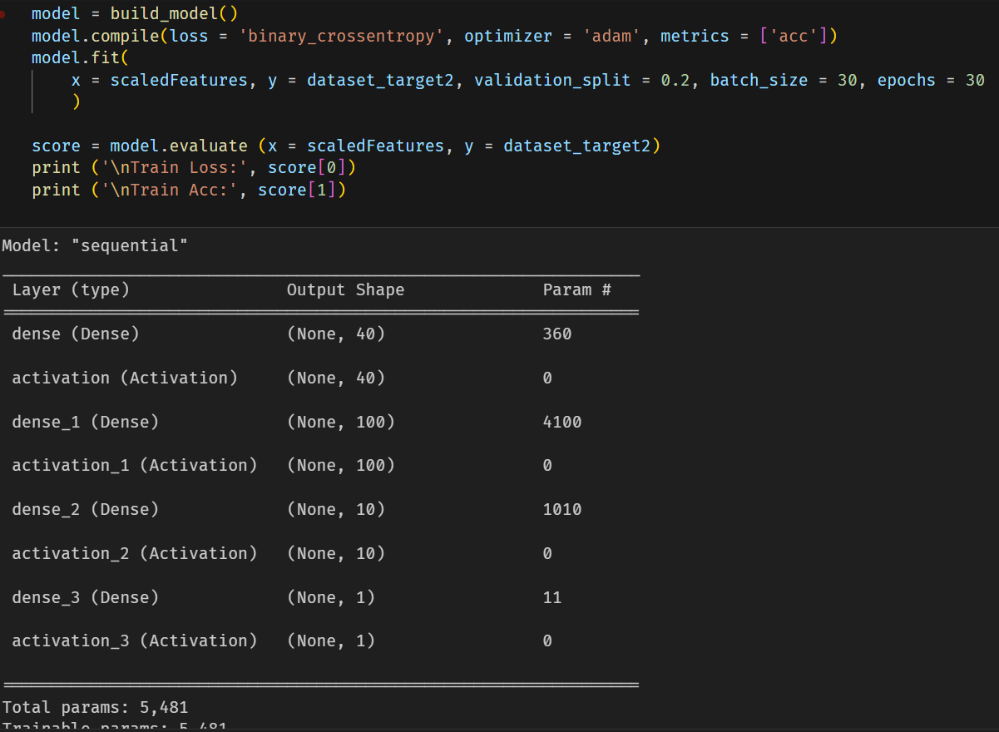 model = build_model()
model.compile(loss = 'binary_crossentropy', optimizer = 'adam', metrics = ['acc'])
model.fit(
x = scaledFeatures, y = dataset_target2, validation_split = 0.2, batch_size = 30, epochs = 30
)
score = model.evaluate (x = scaledFeatures, y = dataset_target2)
print ('\nTrain Loss:', score[0])
print ('\nTrain Acc:', score[1])
Model: "sequential"
Layer (type) Output Shape Param #
dense (Dense) (None, 40) 360
activation (Activation) (None, 40) 0
dense_1 (Dense) (None, 100) 4100
activation_1 (Activation) (None, 100) 0
dense_2 (Dense) (None, 10) 1010
activation_2 (Activation) (None, 10) 0
dense_3 (Dense) (None, 1) 11
activation_3 (Activation) (None, 1) 0
Total params: 5,481
Trainable params: 5,481